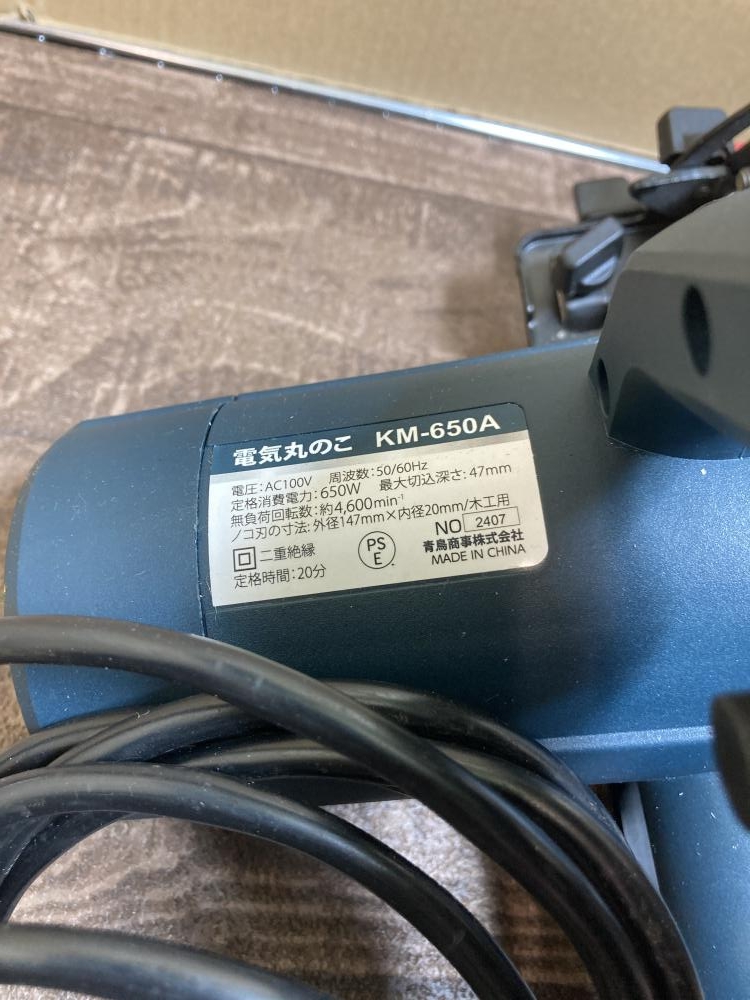 電気丸のこ KM-650A
電圧:AC100V 周波数:50/60Hz
定格消費電力:650W 最大切込深さ:47mm
無負荷回転数:約4,600min⁻¹
ノコ刃の寸法:外径147mm×内径20mm/木工用
二重絶縁
定格時間:20分
PS
E
NO 2407
青鳥商事株式会社
MADE IN CHINA